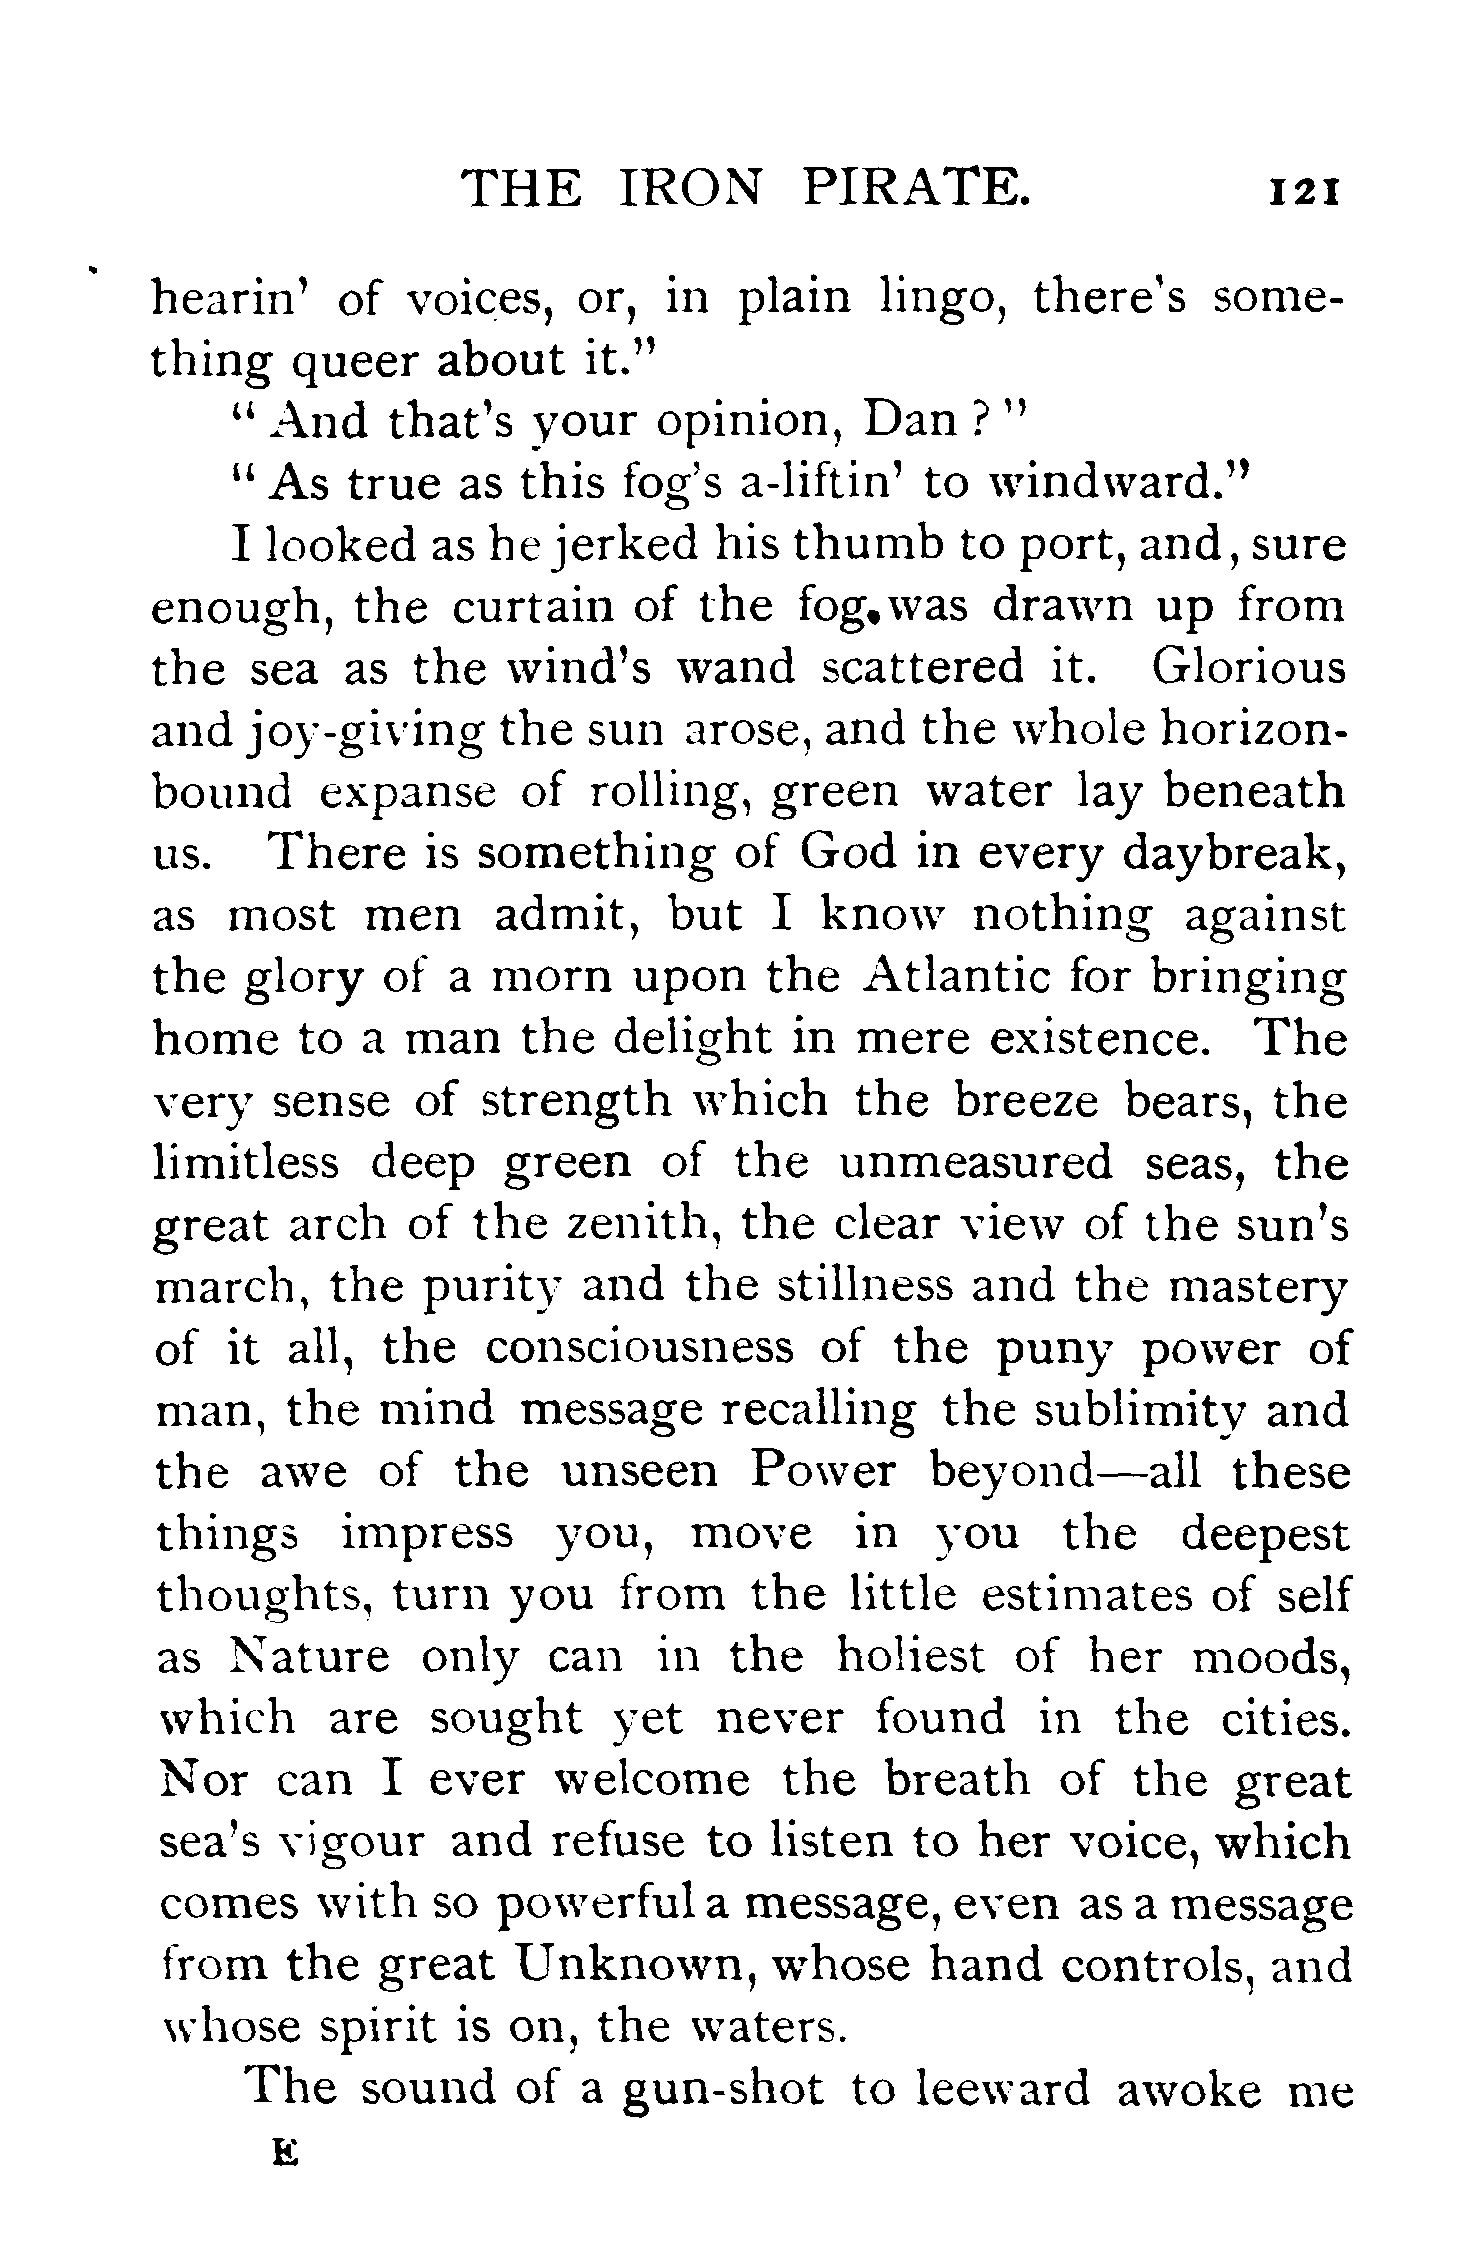 THE IRON PIRATE. 121
hearin' of voices, or, in plain lingo, there's some-
thing queer about it."
"And that's your opinion, Dan?"
"As true as this fog's a-liftin' to windward."
I looked as he jerked his thumb to port, and, sure
enough, the curtain of the fog was drawn up from
the sea as the wind's wand scattered it. Glorious
and joy-giving the sun arose, and the whole horizon-
bound expanse of rolling, green water lay beneath
us. There is something of God in every daybreak,
as most men admit, but I know nothing against
the glory of a morn upon the Atlantic for bringing
home to a man the delight in mere existence. The
very sense of strength which the breeze bears, the
limitless deep green of the unmeasured seas, the
great arch of the zenith, the clear view of the sun's
march, the purity and the stillness and the mastery
of it all, the consciousness of the puny power of
man, the mind message recalling the sublimity and
the awe of the unseen Power beyond—all these
things impress you, move in you the deepest
thoughts, turn you from the little estimates of self
as Nature only can in the holiest of her moods,
which are sought yet never found in the cities.
Nor can I ever welcome the breath of the great
sea's vigour and refuse to listen to her voice, which
comes with so powerful a message, even as a message
from the great Unknown, whose hand controls, and
whose spirit is on, the waters.
The sound of a gun-shot to leeward awoke me
E